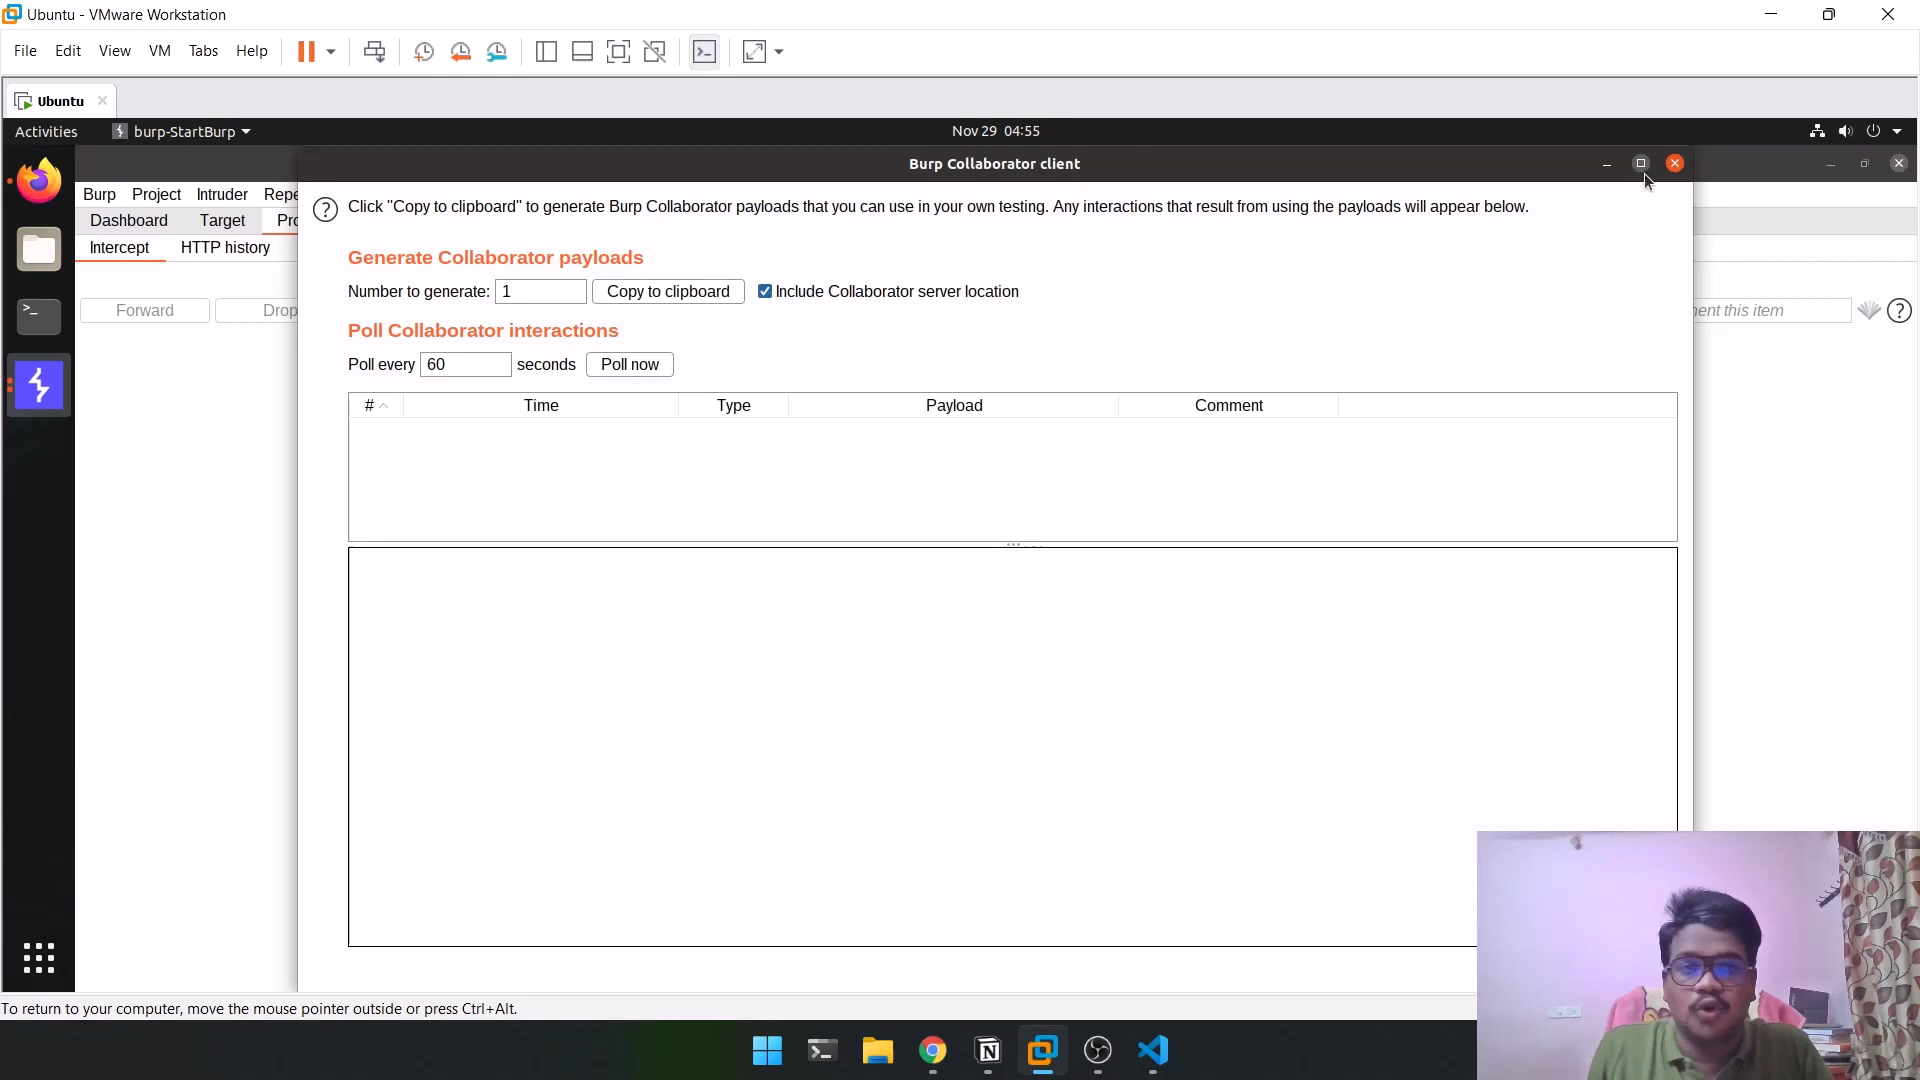 Ubuntu - VMware Workstation
File Edit View VM Tabs Help
Ubuntu
Activities burp-StartBurp Nov 29 04:55
Burp Collaborator client
Burp Project Intruder Repe
Click "Copy to clipboard" to generate Burp Collaborator payloads that you can use in your own testing. Any interactions that result from using the payloads will appear below.
Dashboard Target Pro
Intercept HTTP history
Generate Collaborator payloads
Number to generate: 1 Copy to clipboard Include Collaborator server location
Forward Drop
ent this item
Poll Collaborator interactions
Poll every 60 seconds Poll now
# Time Type Payload Comment
To return to your computer, move the mouse pointer outside or press Ctrl+Alt.